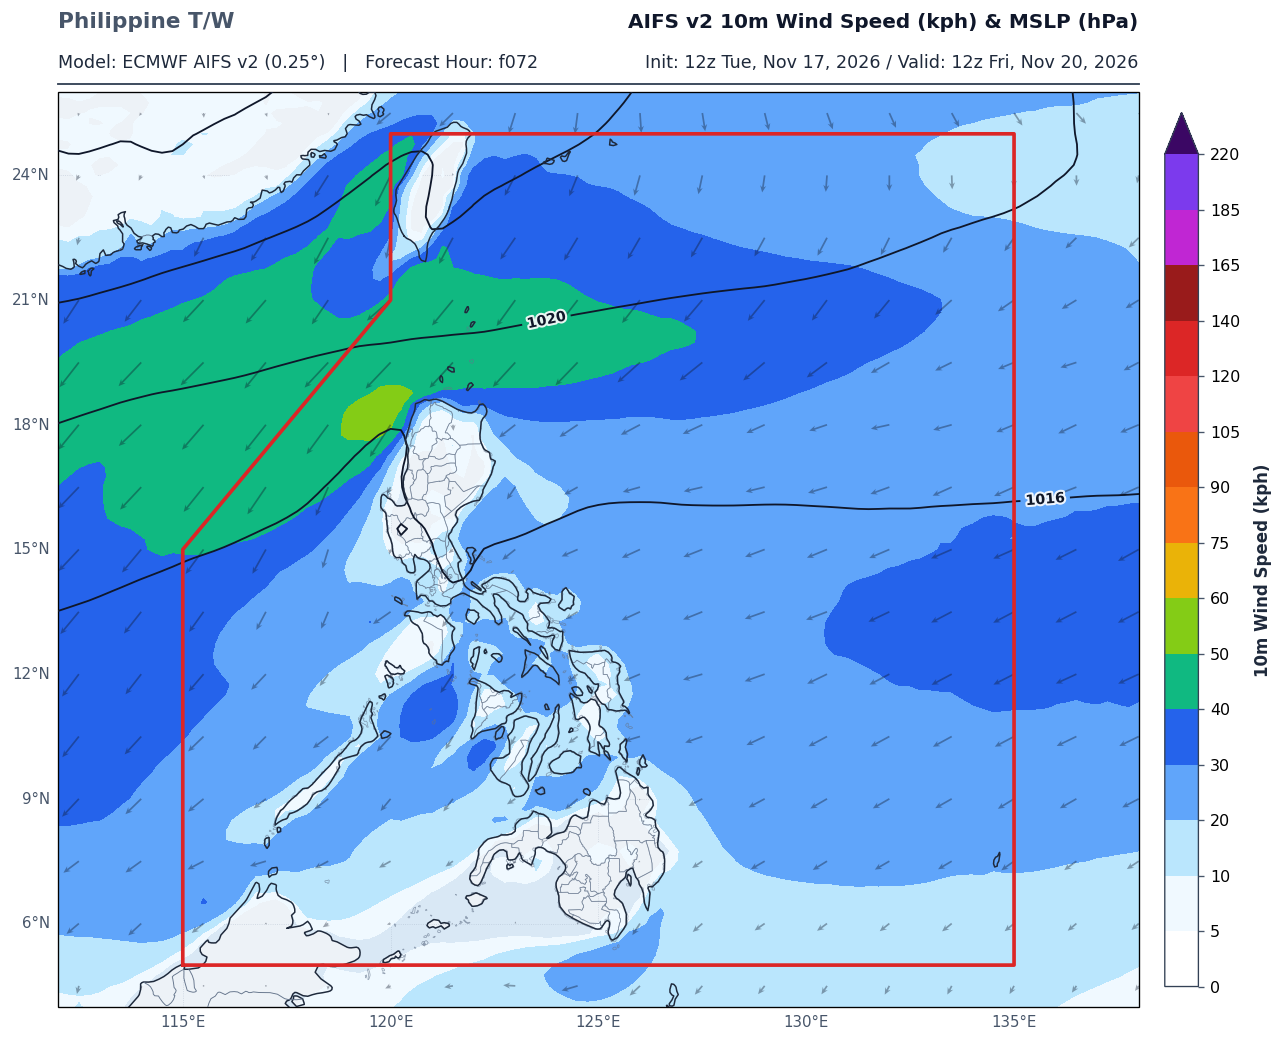 Philippine T/W
AIFS v2 10m Wind Speed (kph) & MSLP (hPa)
Model: ECMWF AIFS v2 (0.25°) | Forecast Hour: f072
Init: 12z Tue, Nov 17, 2026 / Valid: 12z Fri, Nov 20, 2026
24°N
21°N
18°N
15°N
12°N
9°N
6°N
1020
1016
115°E
120°E
125°E
130°E
135°E
220
185
165
140
120
105
90
75
60
50
40
30
20
10
5
0
10m Wind Speed (kph)